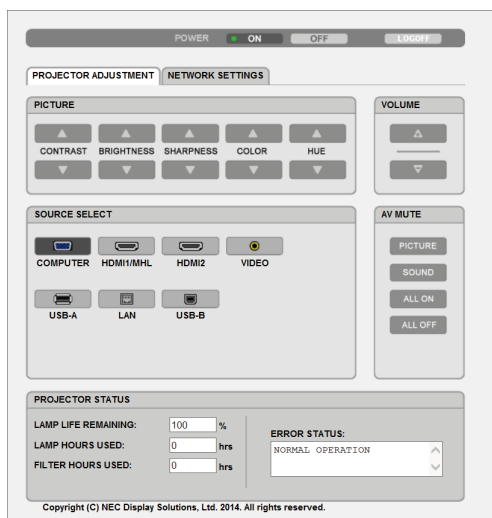 POWER ON OFF LOGOFF
PROJECTOR ADJUSTMENT NETWORK SETTINGS
PICTURE
CONTRAST BRIGHTNESS SHARPNESS COLOR HUE
VOLUME
SOURCE SELECT
COMPUTER HDMI1/MHL HDMI2 VIDEO
USB-A LAN USB-B
AV MUTE
PICTURE
SOUND
ALL ON
ALL OFF
PROJECTOR STATUS
LAMP LIFE REMAINING: 100 %
LAMP HOURS USED: 0 hrs
FILTER HOURS USED: 0 hrs
ERROR STATUS:
NORMAL OPERATION
Copyright (C) NEC Display Solutions, Ltd. 2014. All rights reserved.